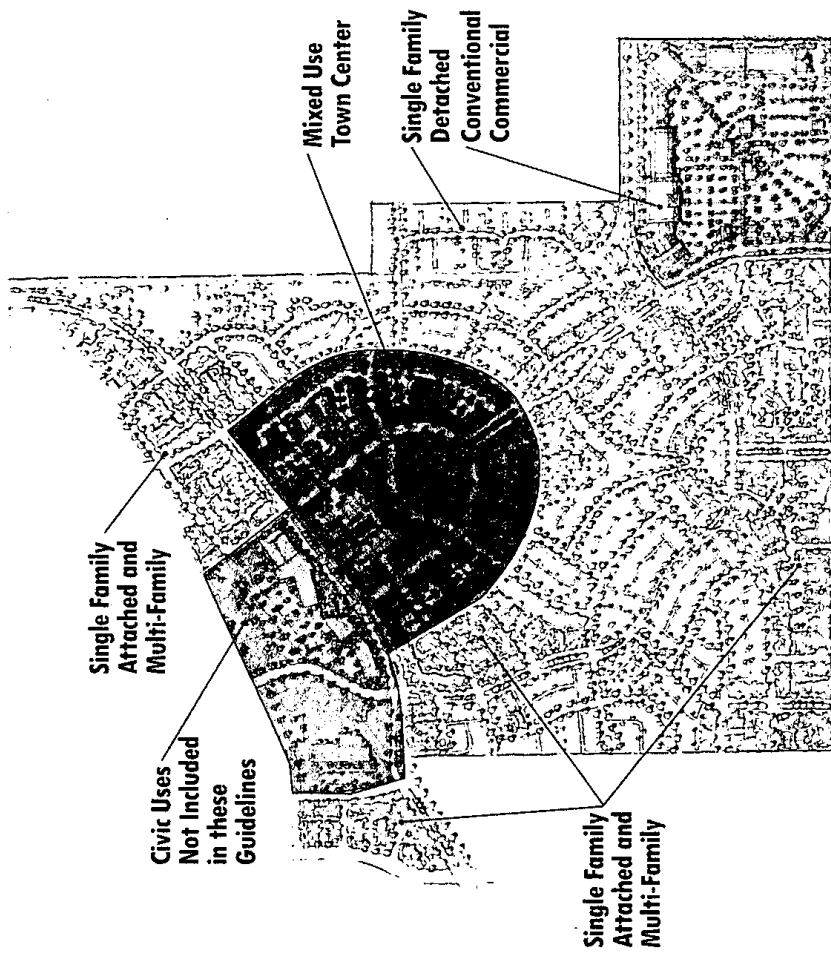 Mixed Use
Town Center
Single Family
Detached
Conventional
Commercial
Single Family
Attached and
Multi-Family
Civic Uses
Not Included
in these
Guidelines
Single Family
Attached and
Multi-Family